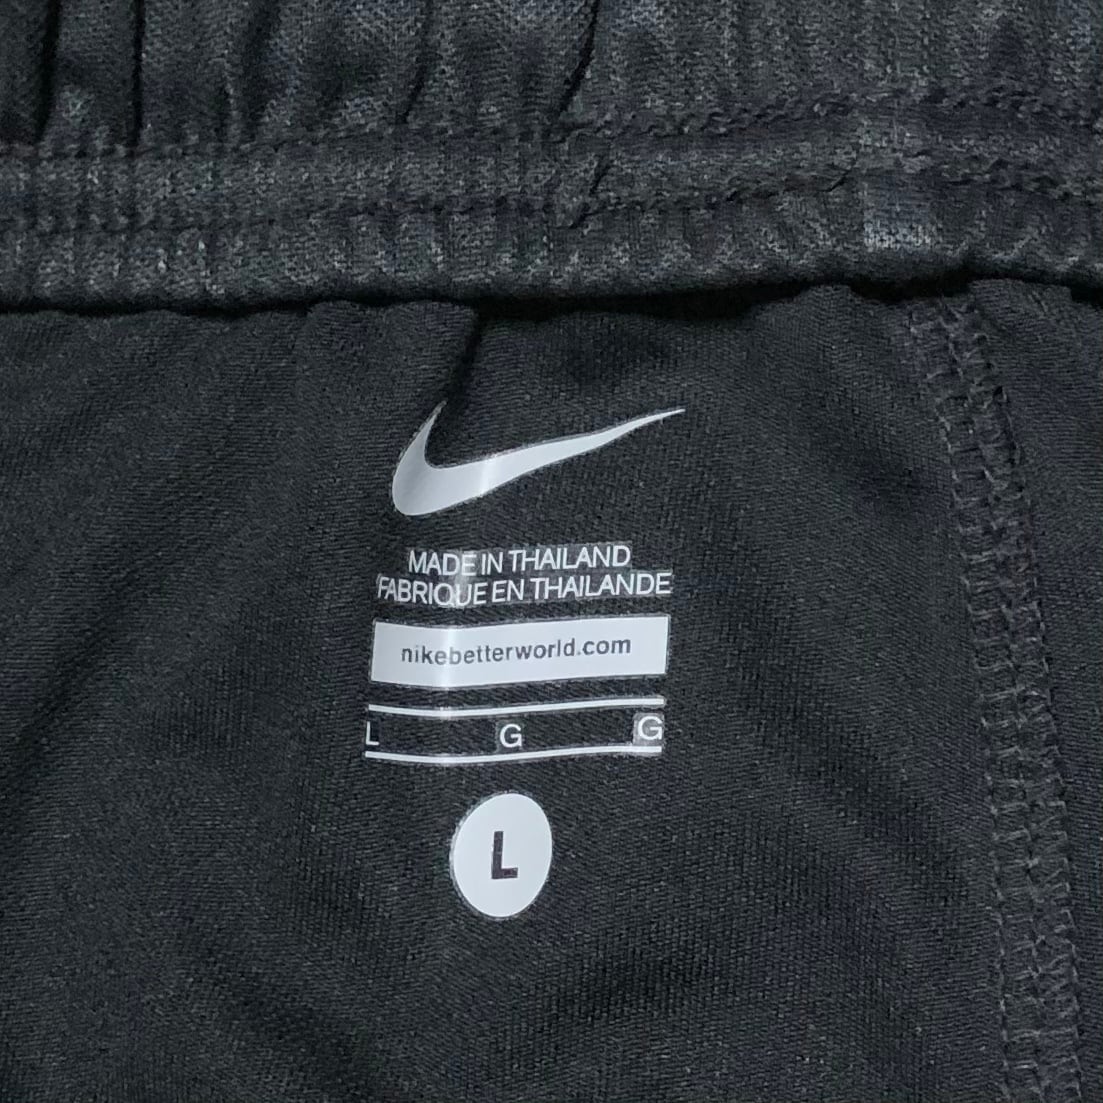 MADE IN THAILAND
FABRIQUE EN THAILANDE
nikebetterworld.com
L G G
L